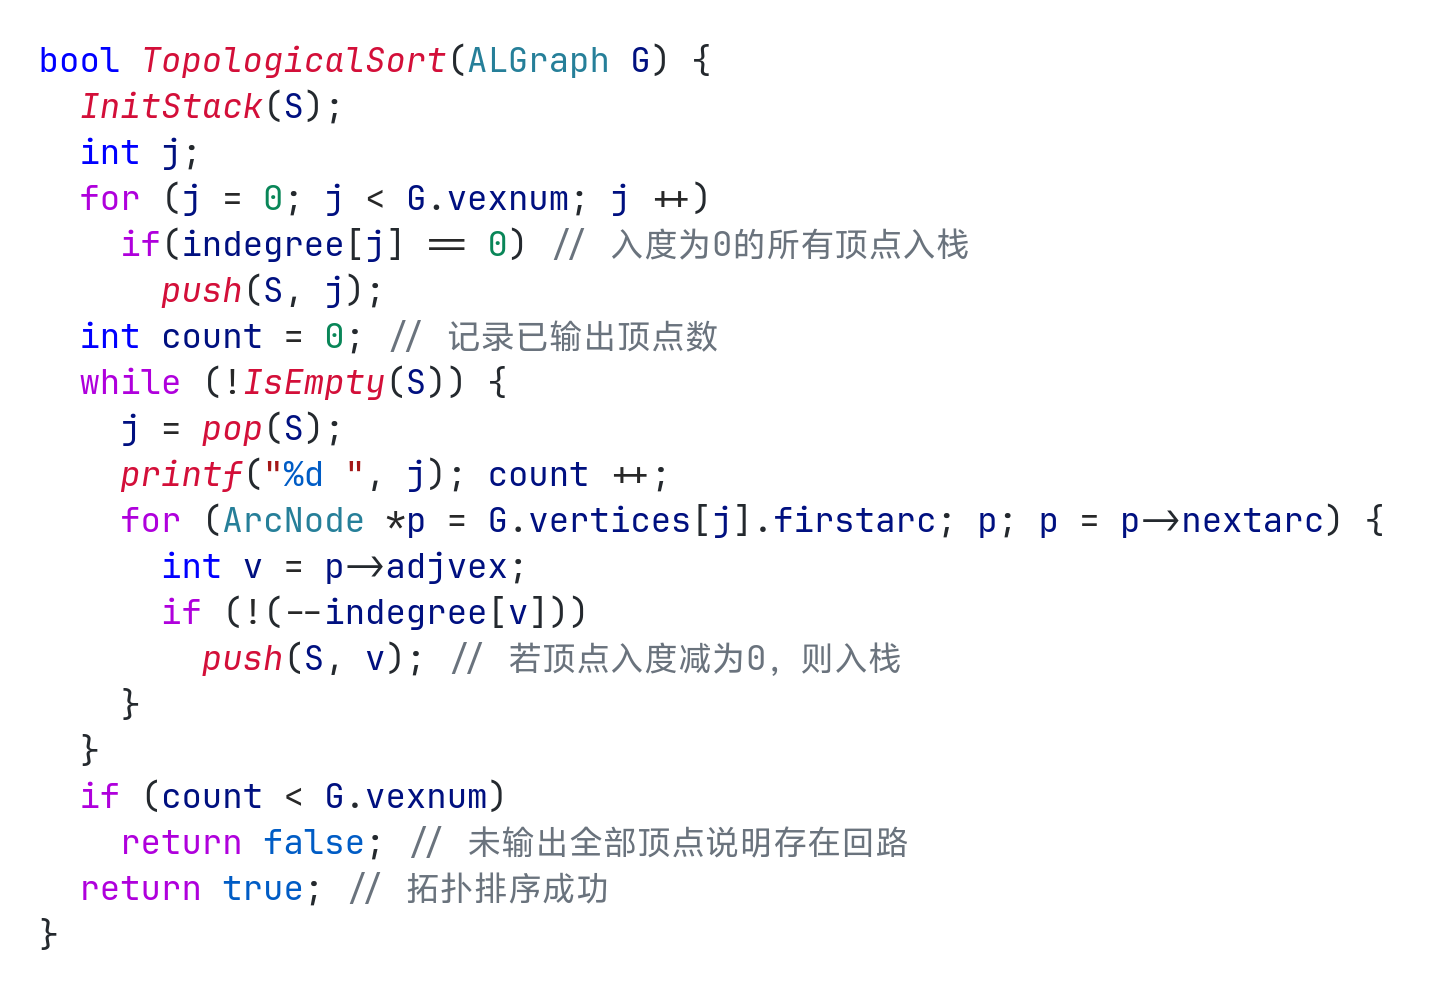 bool TopologicalSort(ALGraph G) {
  InitStack(S);
  int j;
  for (j = 0; j < G.vexnum; j ++)
    if(indegree[j] == 0) // 入度为0的所有顶点入栈
      push(S, j);
  int count = 0; // 记录已输出顶点数
  while (!IsEmpty(S)) {
    j = pop(S);
    printf("%d ", j); count ++;
    for (ArcNode *p = G.vertices[j].firstarc; p; p = p->nextarc) {
      int v = p->adjvex;
      if (!(--indegree[v]))
        push(S, v); // 若顶点入度减为0，则入栈
    }
  }
  if (count < G.vexnum)
    return false; // 未输出全部顶点说明存在回路
  return true; // 拓扑排序成功
}